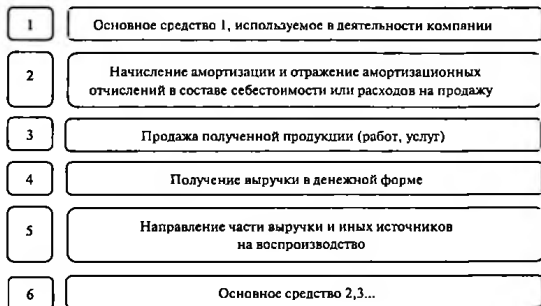 1
Основное средство 1, используемое в деятельности компании
2
Начисление амортизации и отражение амортизационных
отчислений в составе себестоимости или расходов на продажу
3
Продажа полученной продукции (работ, услуг)
4
Получение выручки в денежной форме
5
Направление части выручки и иных источников
на воспроизводство
6
Основное средство 2,3...